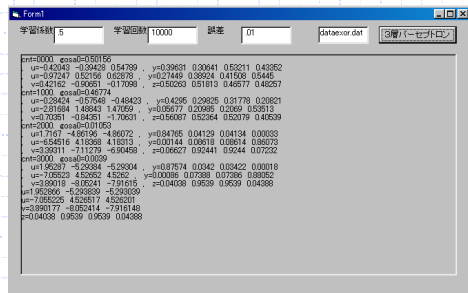 Form1
学習係数 .5 学習回数 10000 誤差 .01 dataexor.dat 3層パーセプトロン
cnt=0000. gosa0=0.50156
, u=-0.42043 -0.39428 0.54789 , y=0.39631 0.30641 0.53211 0.43352
, u=-0.97247 0.52156 0.62878 , y=0.27449 0.38924 0.41508 0.5445
, v=0.42162 -0.90651 -0.17098 , z=0.50263 0.51813 0.46577 0.48257
cnt=1000. gosa0=0.46774
, u=-0.28424 -0.57548 -0.48423 , y=0.4295 0.29825 0.31778 0.20821
, u=-2.81684 1.48843 1.47059 , y=0.05677 0.20985 0.2069 0.53513
, v=0.70351 -0.84351 -1.70631 , z=0.56087 0.52364 0.52079 0.40539
cnt=2000. gosa0=0.01053
, u=1.7167 -4.86196 -4.86072 , y=0.84765 0.04129 0.04134 0.00033
, u=-6.54516 4.18368 4.18313 , y=0.00144 0.08618 0.08614 0.86073
, v=3.39311 -7.11279 -6.90458 , z=0.06627 0.92441 0.9244 0.07232
cnt=3000. gosa0=0.0039
, u=1.95287 -5.29384 -5.29304 , y=0.87574 0.0342 0.03422 0.00018
, u=-7.05523 4.52652 4.5262 , y=0.00086 0.07388 0.07386 0.88052
, v=3.89018 -8.05241 -7.91615 , z=0.04038 0.9539 0.9539 0.04388
u=1.952866 -5.293839 -5.293039
u=-7.055225 4.526517 4.526201
v=3.890177 -8.052414 -7.916148
z=0.04038 0.9539 0.9539 0.04388